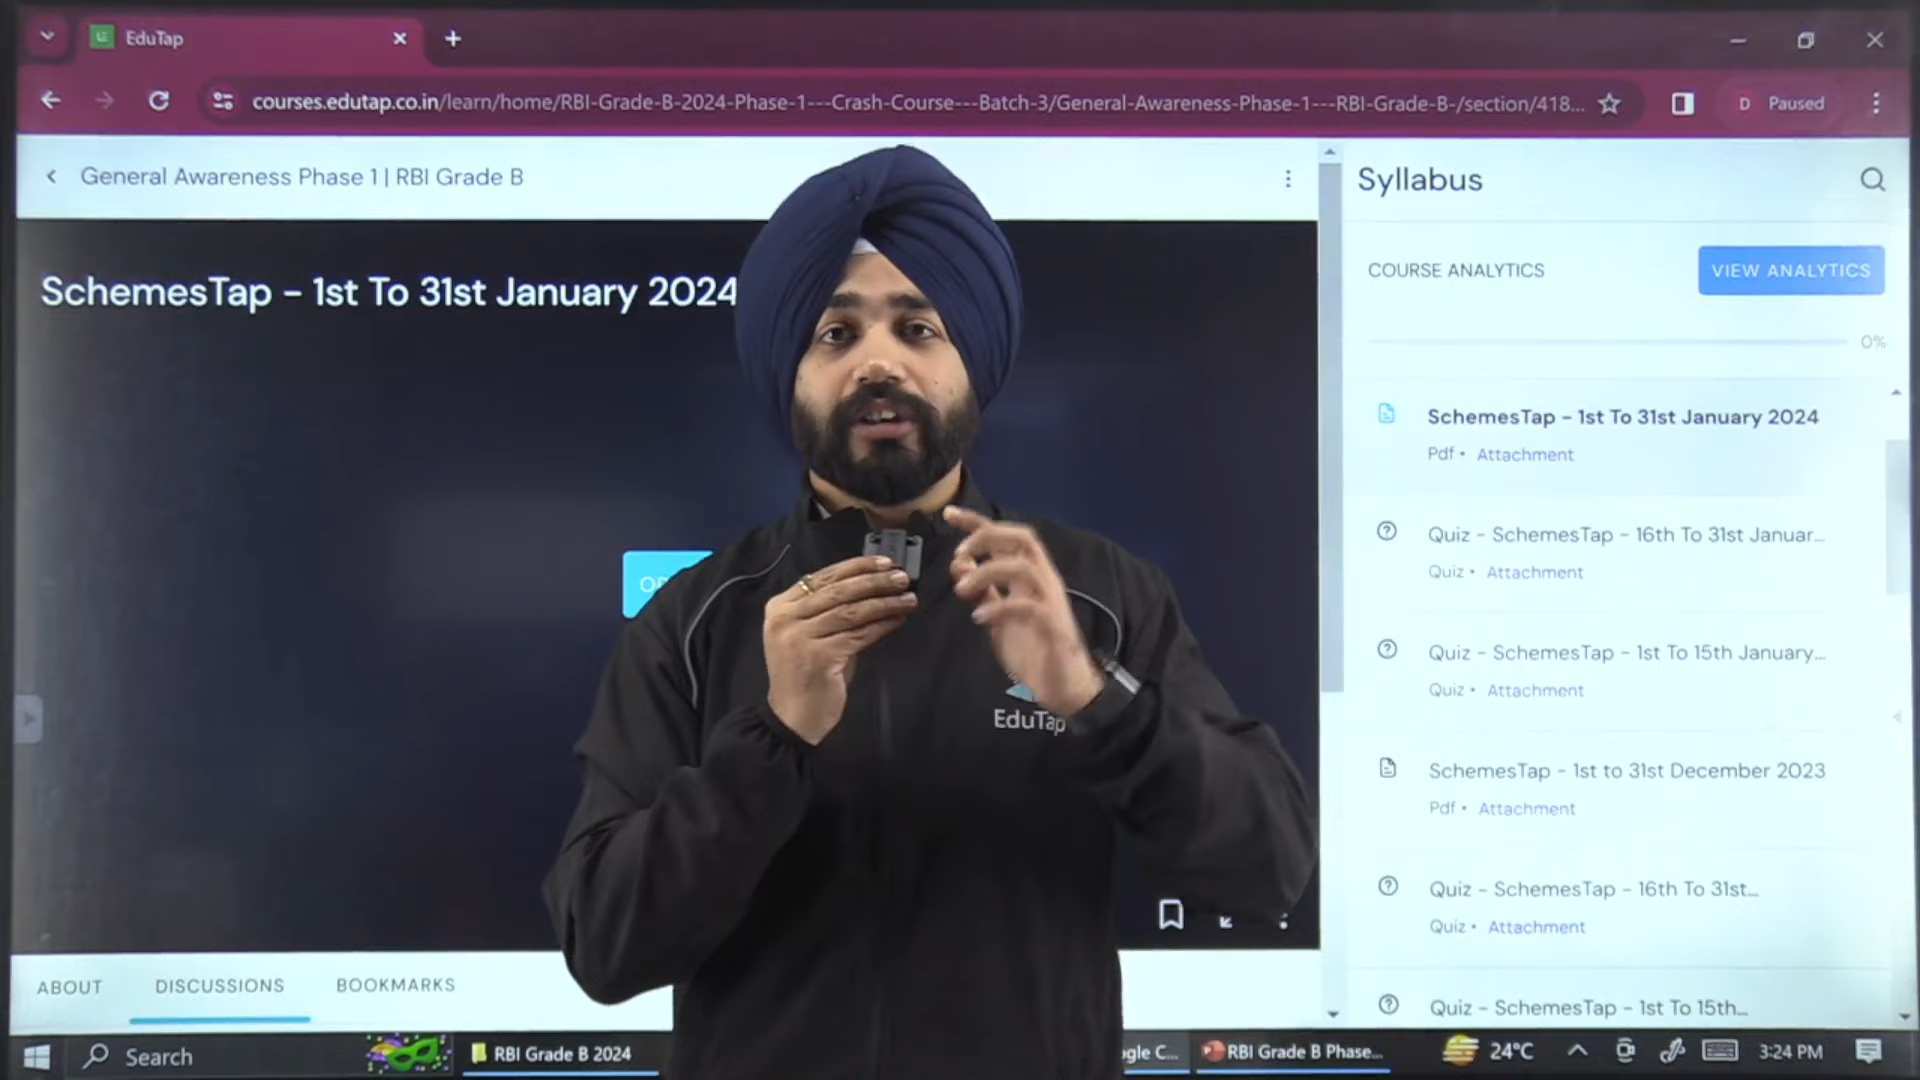 EduTap
courses.edutap.co.in/learn/home/RBI-Grade-B-2024-Phase-1---Crash-Course---Batch-3/General-Awareness-Phase-1---RBI-Grade-B-/section/418...
D Paused
General Awareness Phase 1 | RBI Grade B
SchemesTap - 1st To 31st January 2024
EduTap
ABOUT
DISCUSSIONS
BOOKMARKS
Syllabus
COURSE ANALYTICS
VIEW ANALYTICS
0%
SchemesTap - 1st To 31st January 2024
Pdf • Attachment
Quiz - SchemesTap - 16th To 31st Januar...
Quiz • Attachment
Quiz - SchemesTap - 1st To 15th January...
Quiz • Attachment
SchemesTap - 1st to 31st December 2023
Pdf • Attachment
Quiz - SchemesTap - 16th To 31st...
Quiz • Attachment
Quiz - SchemesTap - 1st To 15th...
Search
RBI Grade B 2024
gle C...
RBI Grade B Phase...
24°C
3:24 PM